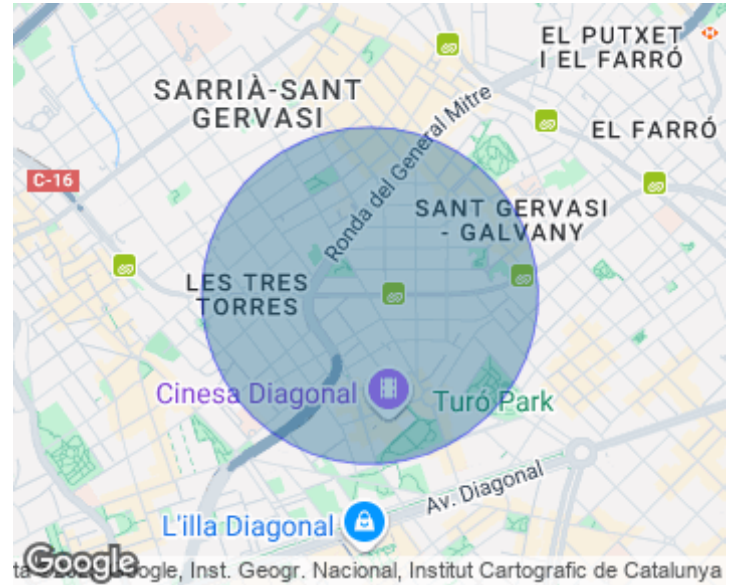 EL PUTXET
I EL FARRÓ
SARRIÀ-SANT
GERVASI
Ronda del General Mitre
EL FARRÓ
C-16
SANT GERVASI
- GALVANY
LES TRES
TORRES
Cinesa Diagonal
Turó Park
Av. Diagonal
L'illa Diagonal
Google
Google, Inst. Geogr. Nacional, Institut Cartografic de Catalunya